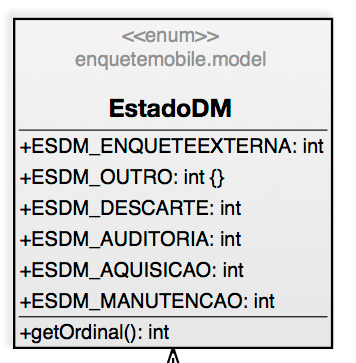 <<enum>>
enquetemobile.model
EstadoDM
+ESDM_ENQUETEEXTERNA: int
+ESDM_OUTRO: int {}
+ESDM_DESCARTE: int
+ESDM_AUDITORIA: int
+ESDM_AQUISICAO: int
+ESDM_MANUTENCAO: int
+getOrdinal(): int